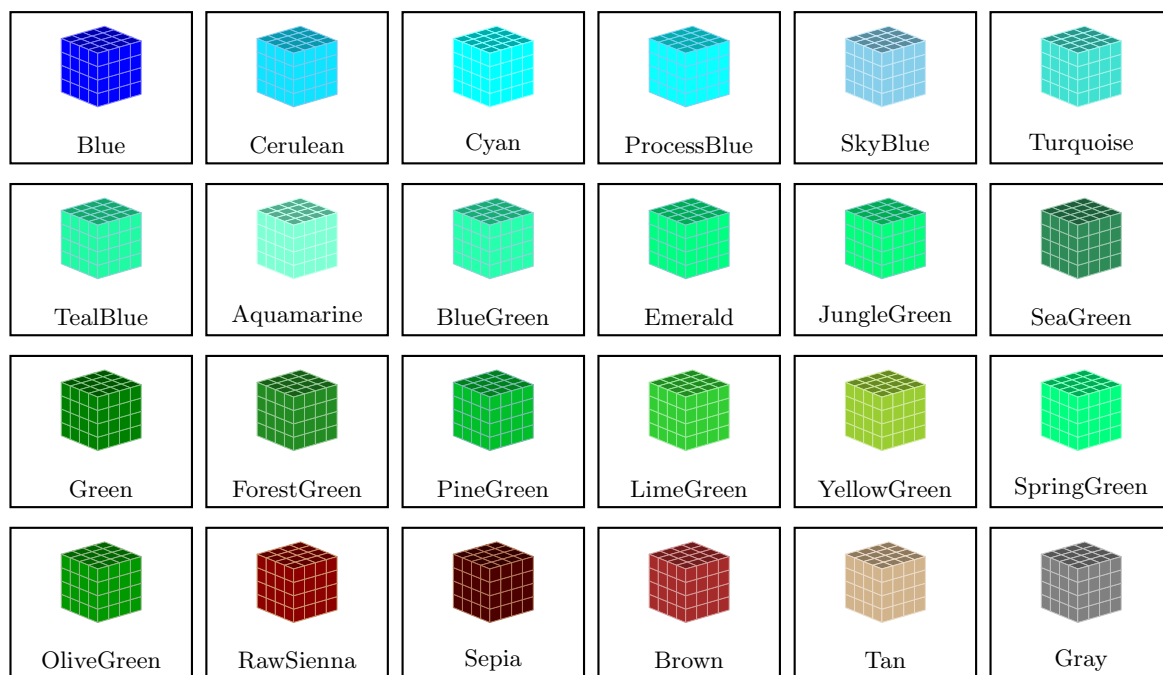 Blue
Cerulean
Cyan
ProcessBlue
SkyBlue
Turquoise
TealBlue
Aquamarine
BlueGreen
Emerald
JungleGreen
SeaGreen
Green
ForestGreen
PineGreen
LimeGreen
YellowGreen
SpringGreen
OliveGreen
RawSienna
Sepia
Brown
Tan
Gray